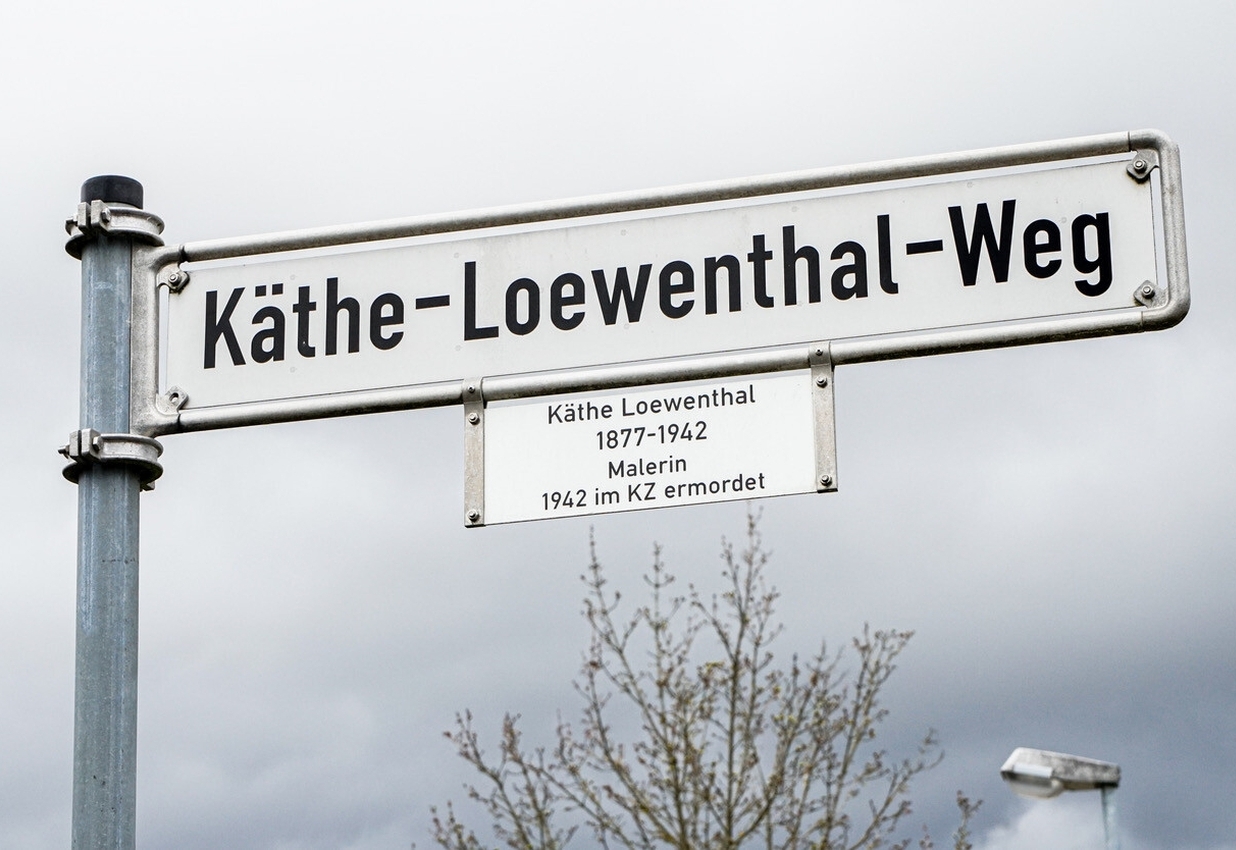 Käthe-Loewenthal-Weg
Käthe Loewenthal
1877-1942
Malerin
1942 im KZ ermordet